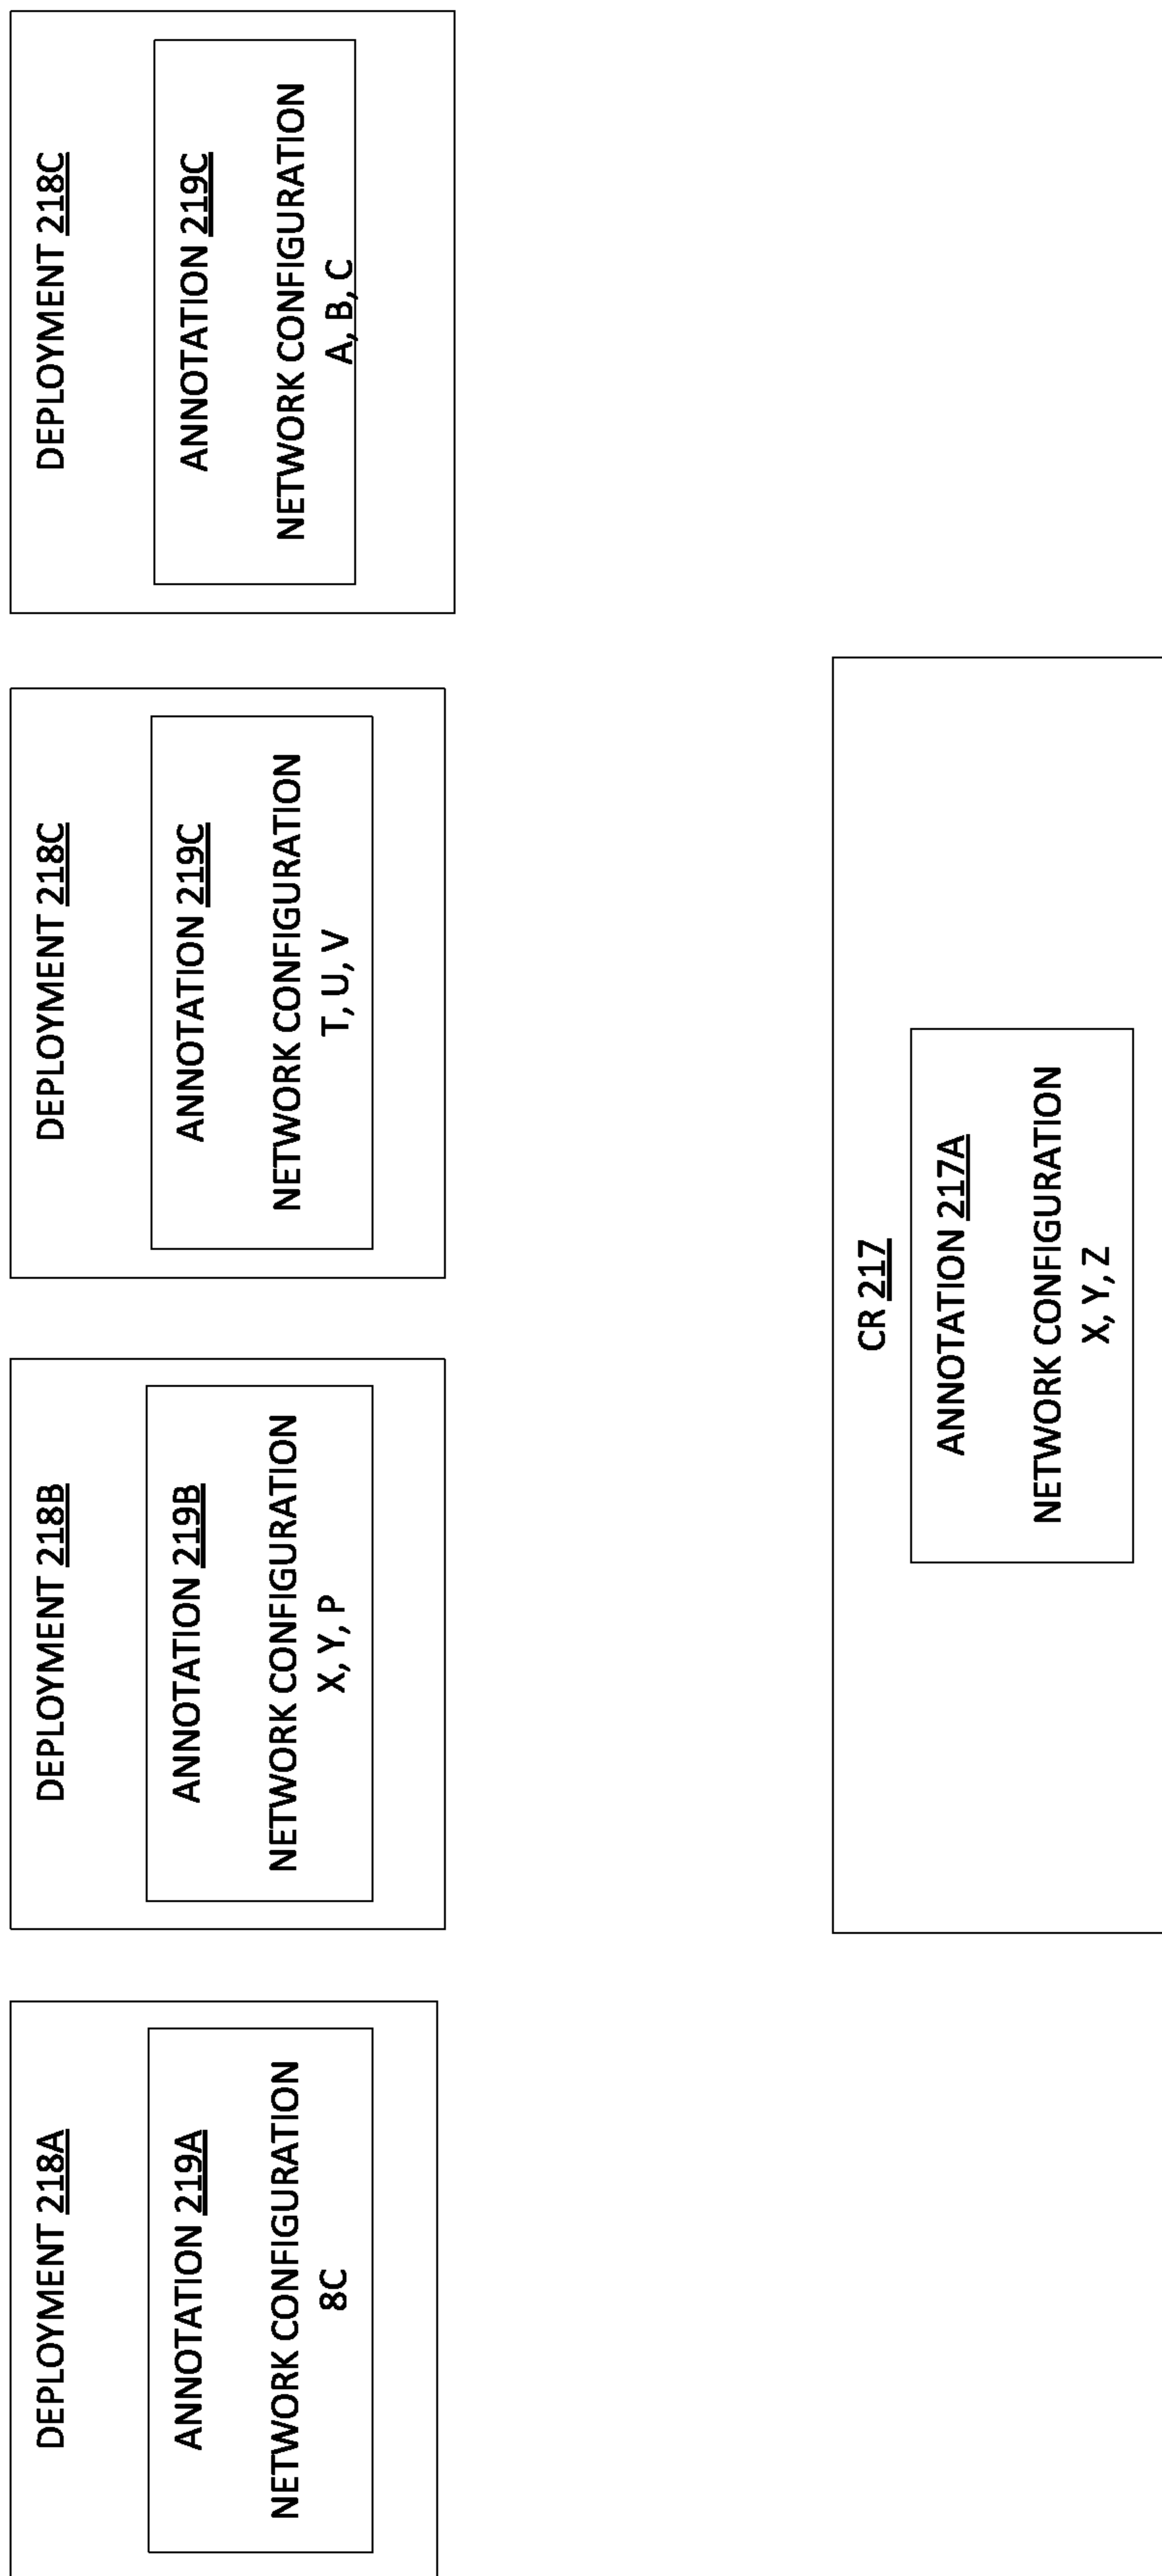 DEPLOYMENT 218A
ANNOTATION 219A
NETWORK CONFIGURATION
8C
DEPLOYMENT 218B
ANNOTATION 219B
NETWORK CONFIGURATION
X, Y, P
DEPLOYMENT 218C
ANNOTATION 219C
NETWORK CONFIGURATION
T, U, V
DEPLOYMENT 218C
ANNOTATION 219C
NETWORK CONFIGURATION
A, B, C
CR 217
ANNOTATION 217A
NETWORK CONFIGURATION
X, Y, Z